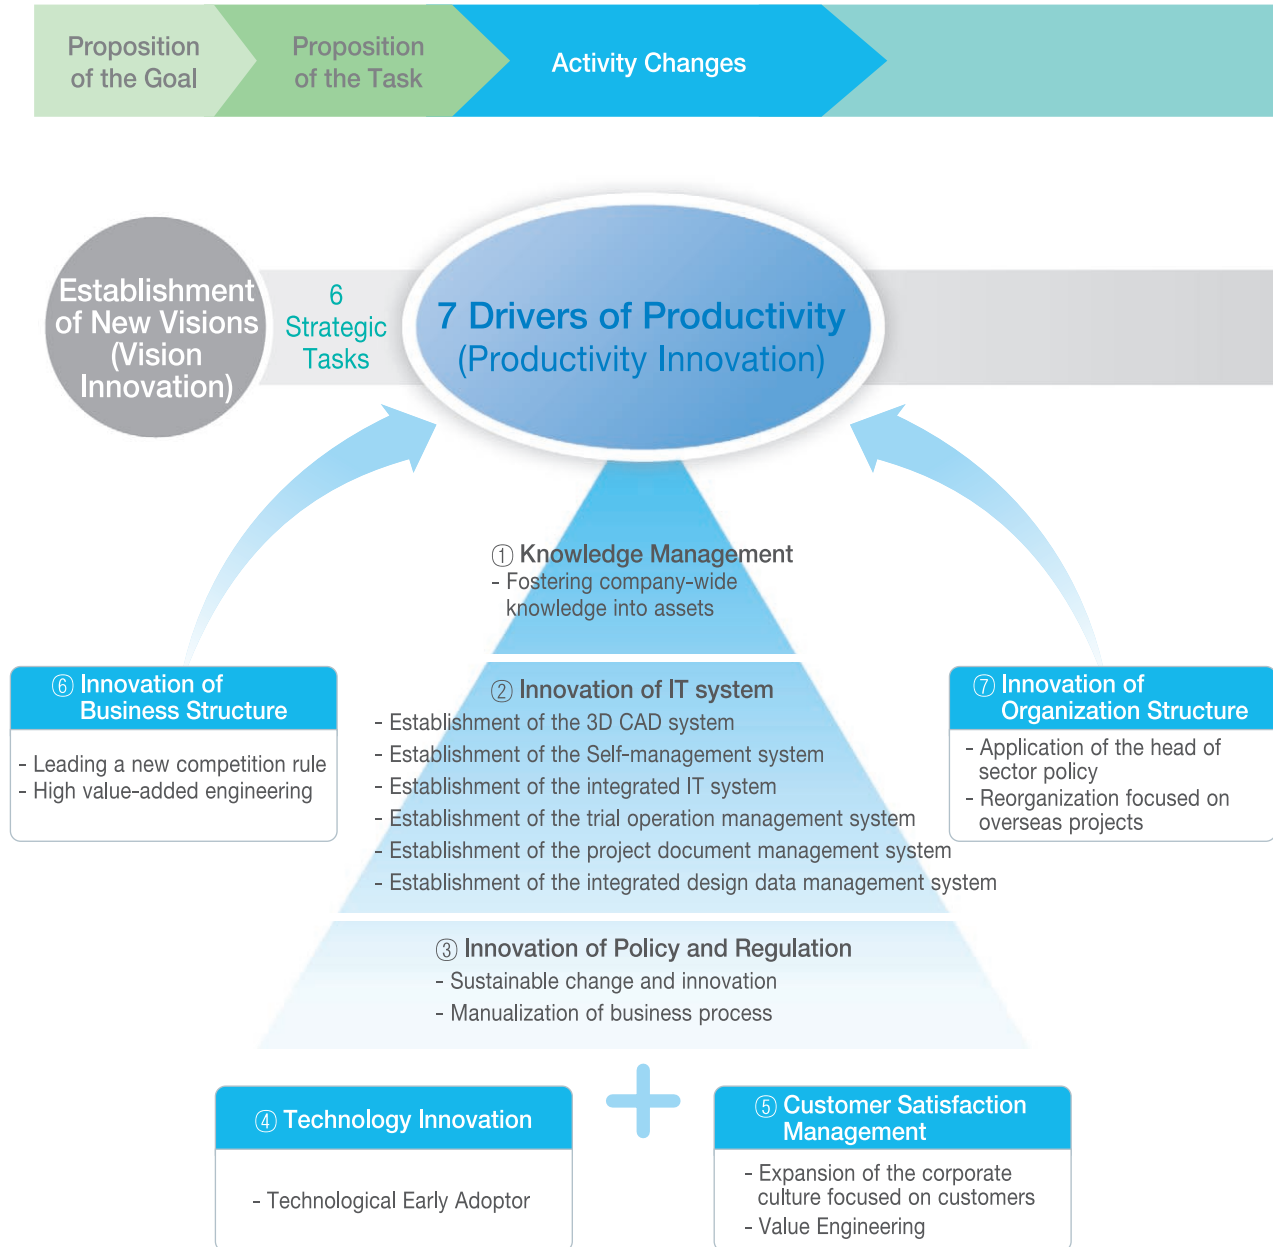 Proposition
of the Goal
Proposition
of the Task
Activity Changes
Establishment
of New Visions
(Vision
Innovation)
6
Strategic
Tasks
7 Drivers of Productivity
(Productivity Innovation)
① Knowledge Management
- Fostering company-wide
knowledge into assets
⑥ Innovation of
Business Structure
- Leading a new competition rule
- High value-added engineering
② Innovation of IT system
- Establishment of the 3D CAD system
- Establishment of the Self-management system
- Establishment of the integrated IT system
- Establishment of the trial operation management system
- Establishment of the project document management system
- Establishment of the integrated design data management system
⑦ Innovation of
Organization Structure
- Application of the head of
sector policy
- Reorganization focused on
overseas projects
③ Innovation of Policy and Regulation
- Sustainable change and innovation
- Manualization of business process
④ Technology Innovation
- Technological Early Adoptor
⑤ Customer Satisfaction
Management
- Expansion of the corporate
culture focused on customers
- Value Engineering